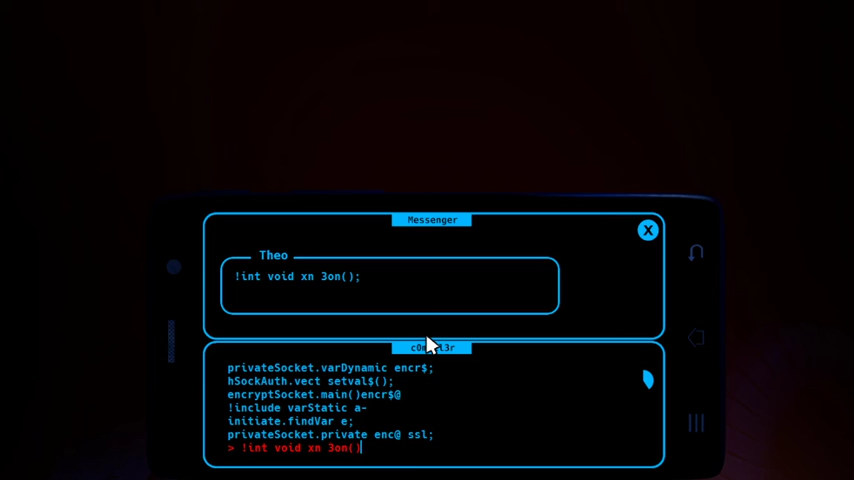 Messenger
X
Theo
!int void xn 3on();
privateSocket.varDynamic encr$;
hSockAuth.vect setval$();
encryptSocket.main()encr$@
!include varStatic a-
initiate.findVar e;
privateSocket.private enc@ ssl;
> !int void xn 3on()